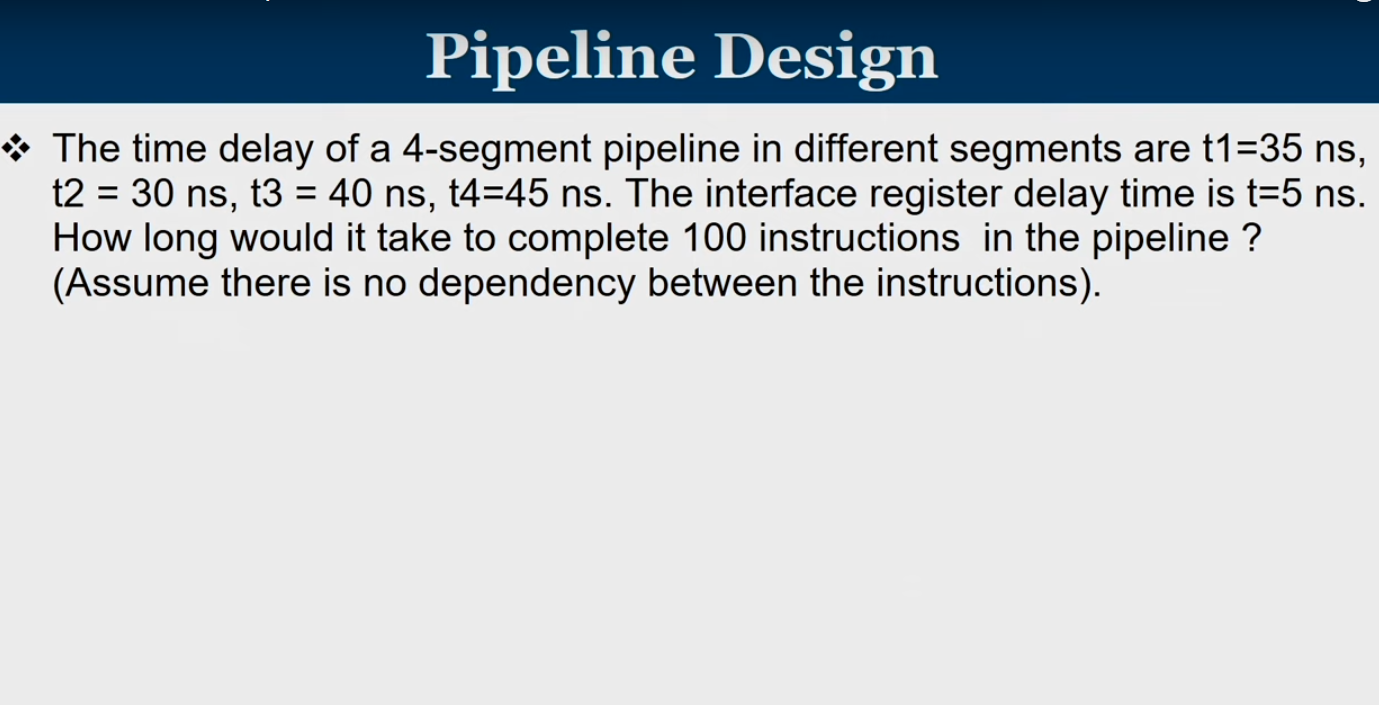 Pipeline Design
❖ The time delay of a 4-segment pipeline in different segments are t1=35 ns,
t2 = 30 ns, t3 = 40 ns, t4=45 ns. The interface register delay time is t=5 ns.
How long would it take to complete 100 instructions in the pipeline ?
(Assume there is no dependency between the instructions).